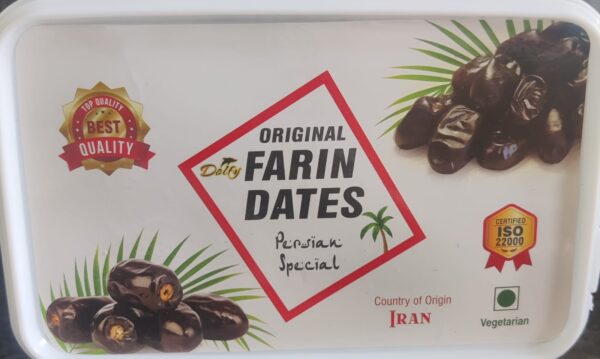 TOP QUALITY
BEST
QUALITY
ORIGINAL
Dolfy
FARIN
DATES
Persian
Special
CERTIFIED
ISO
22000
Country of Origin
IRAN
Vegetarian